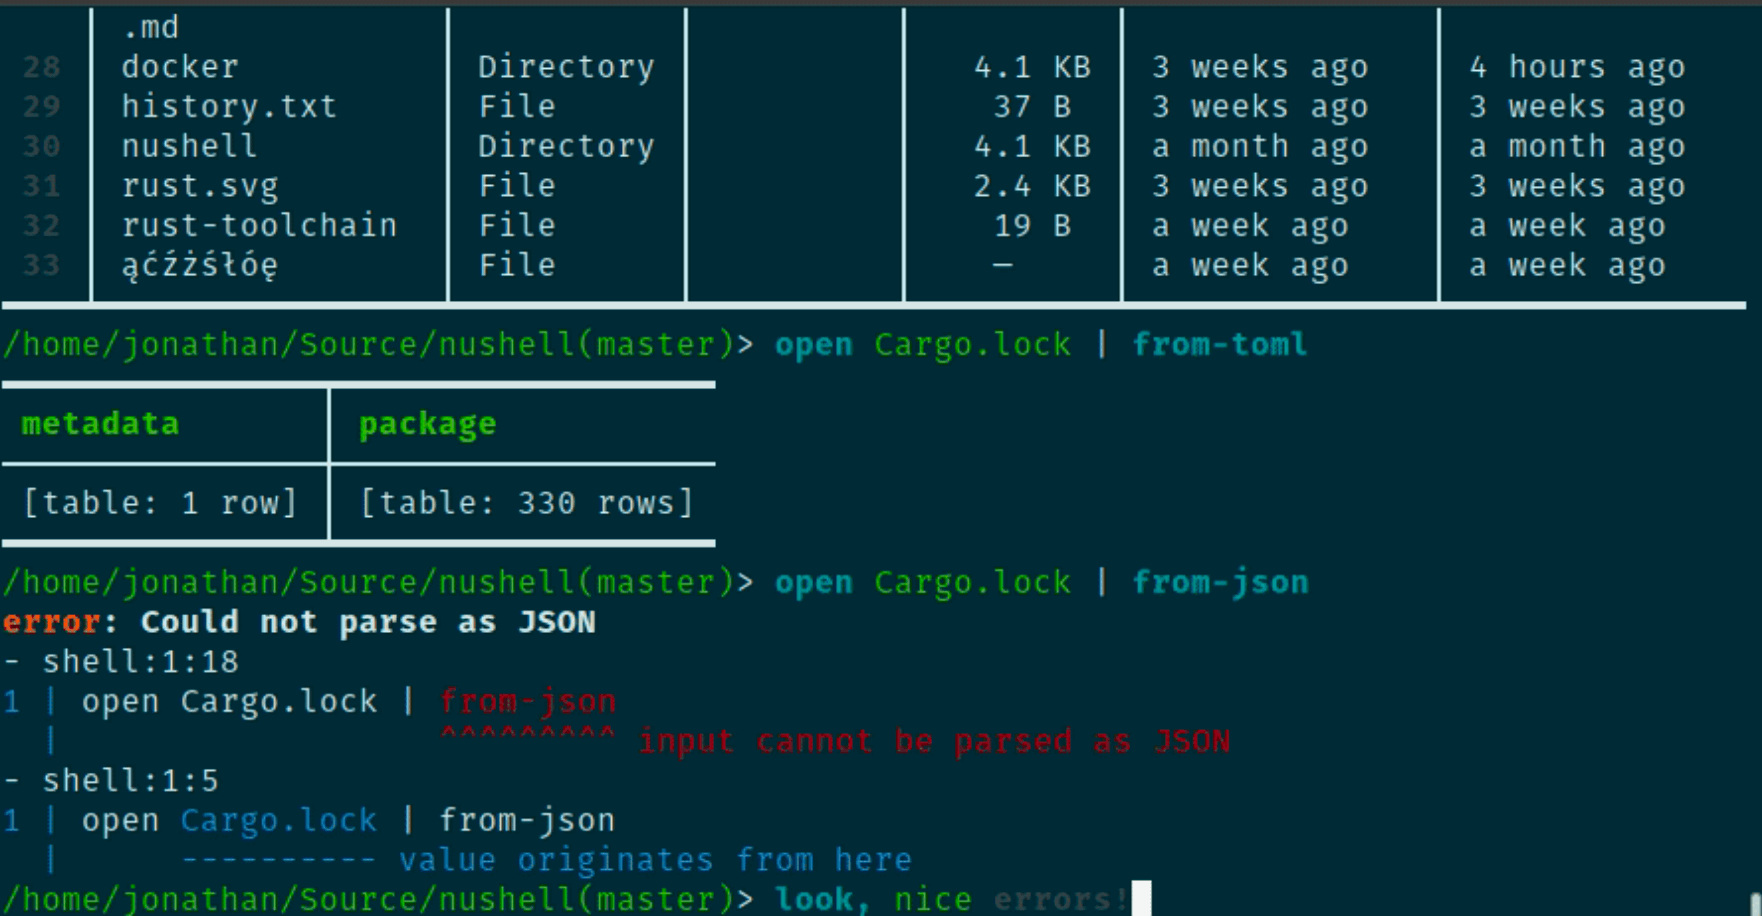 .md
28 docker Directory 4.1 KB 3 weeks ago 4 hours ago
29 history.txt File 37 B 3 weeks ago 3 weeks ago
30 nushell Directory 4.1 KB a month ago a month ago
31 rust.svg File 2.4 KB 3 weeks ago 3 weeks ago
32 rust-toolchain File 19 B a week ago a week ago
33 ąćźżśłóę File — a week ago a week ago
/home/jonathan/Source/nushell(master)> open Cargo.lock | from-toml
metadata package
[table: 1 row] [table: 330 rows]
/home/jonathan/Source/nushell(master)> open Cargo.lock | from-json
error: Could not parse as JSON
- shell:1:18
1 | open Cargo.lock | from-json
| ^^^^^^^^^ input cannot be parsed as JSON
- shell:1:5
1 | open Cargo.lock | from-json
| ---------- value originates from here
/home/jonathan/Source/nushell(master)> look, nice errors!